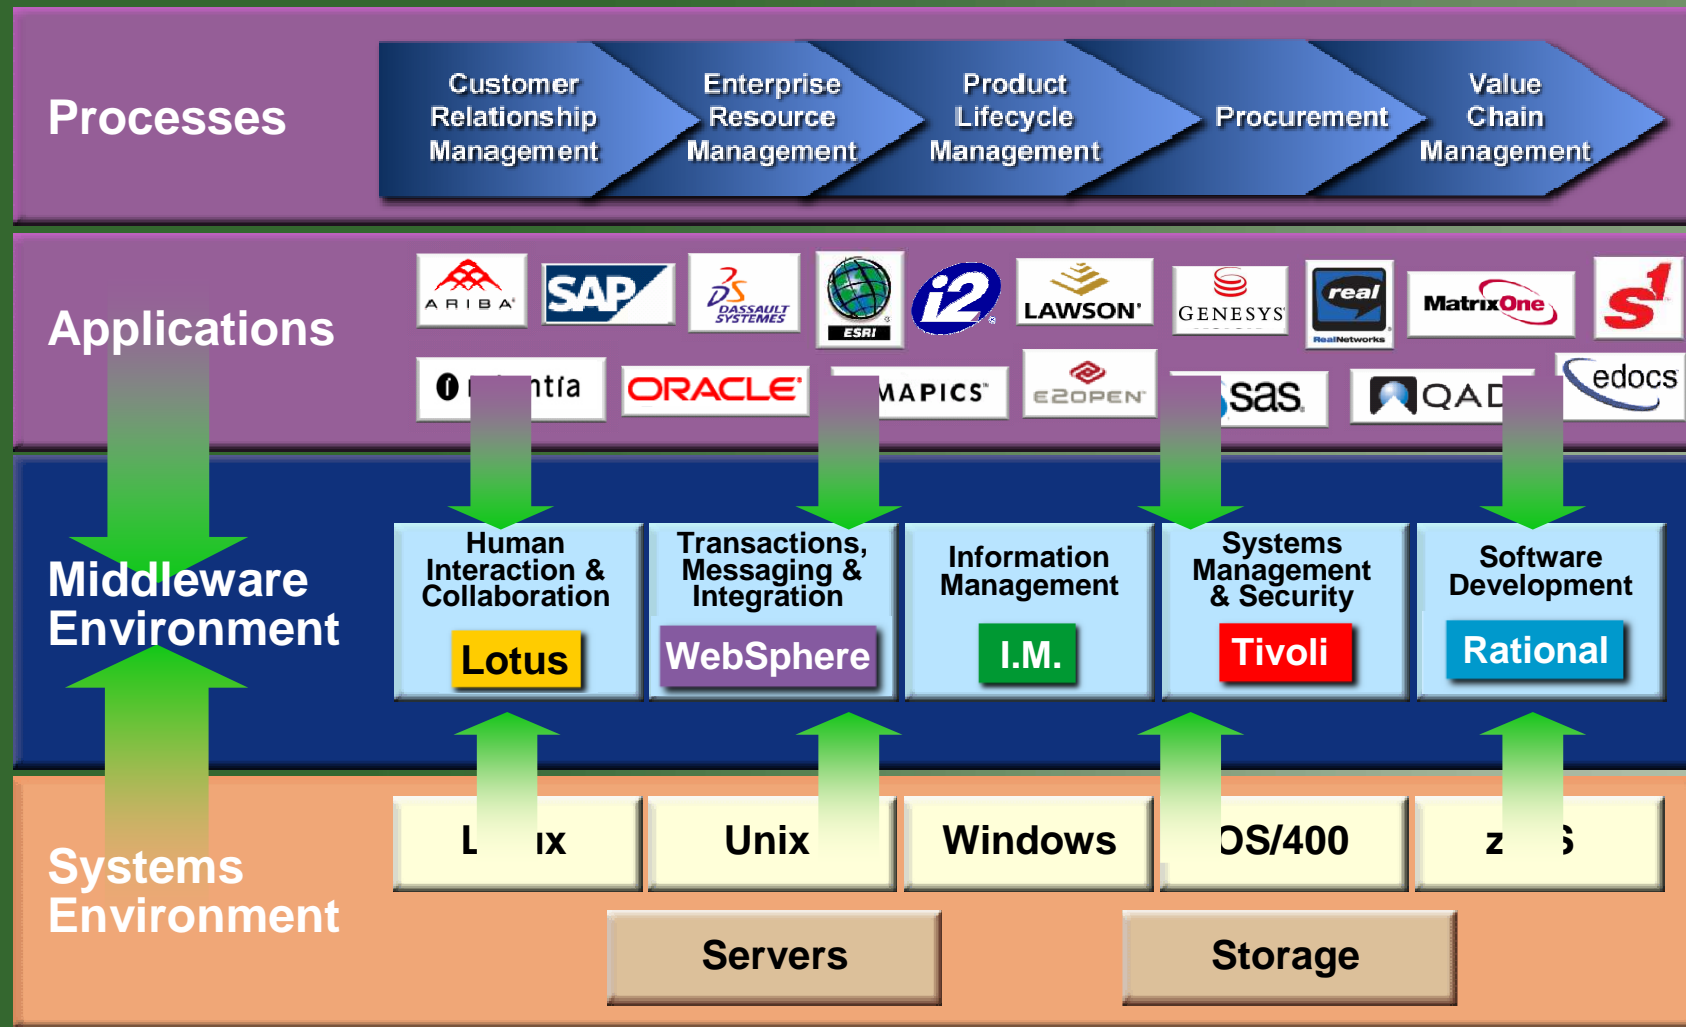 Processes
Customer
Relationship
Management
Enterprise
Resource
Management
Product
Lifecycle
Management
Procurement
Value
Chain
Management
Applications
ARIBA
SAP
DS
DASSAULT
SYSTEMES
ESRI
i2
LAWSON
GENESYS
real
RealNetworks
MatrixOne
S1
ORACLE
MAPICS
E2OPEN
sas
QAD
edocs
Middleware
Environment
Human
Interaction &
Collaboration
Lotus
Transactions,
Messaging &
Integration
WebSphere
Information
Management
I.M.
Systems
Management
& Security
Tivoli
Software
Development
Rational
Systems
Environment
Unix
Windows
OS/400
Servers
Storage